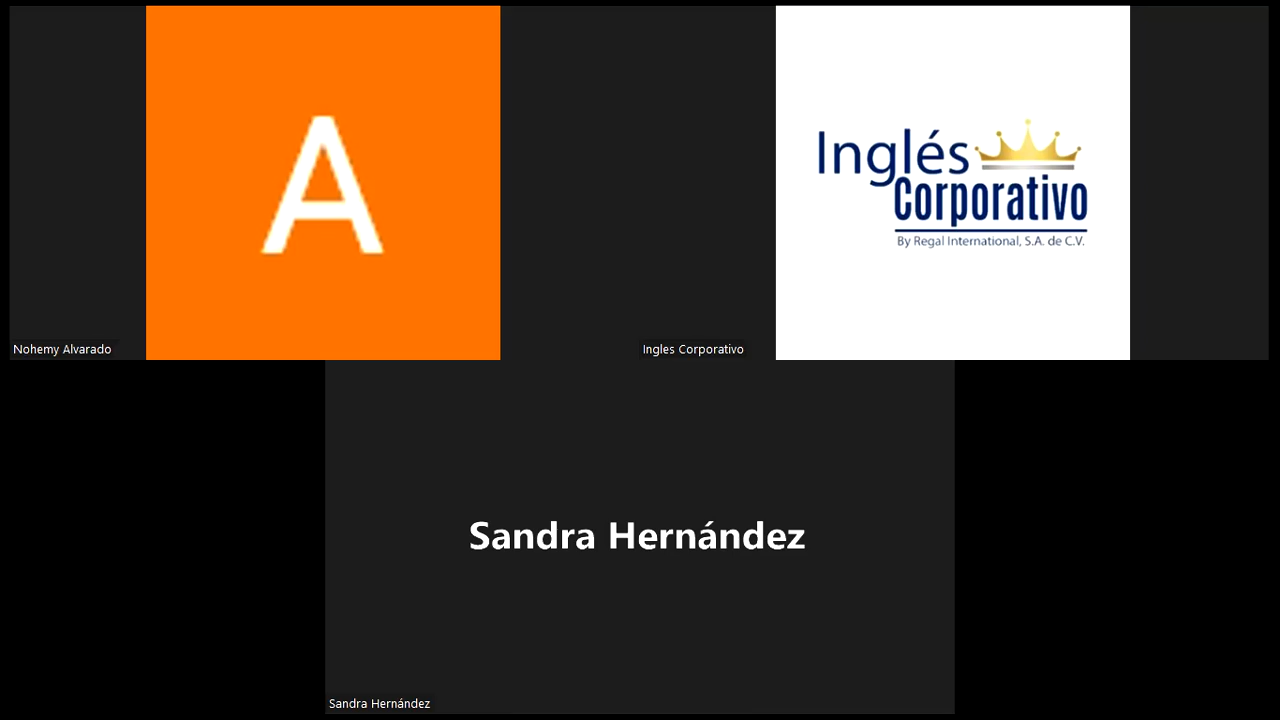 A
Nohemy Alvarado
Inglés
Corporativo
By Regal International, S.A. de C.V.
Ingles Corporativo
Sandra Hernández
Sandra Hernández